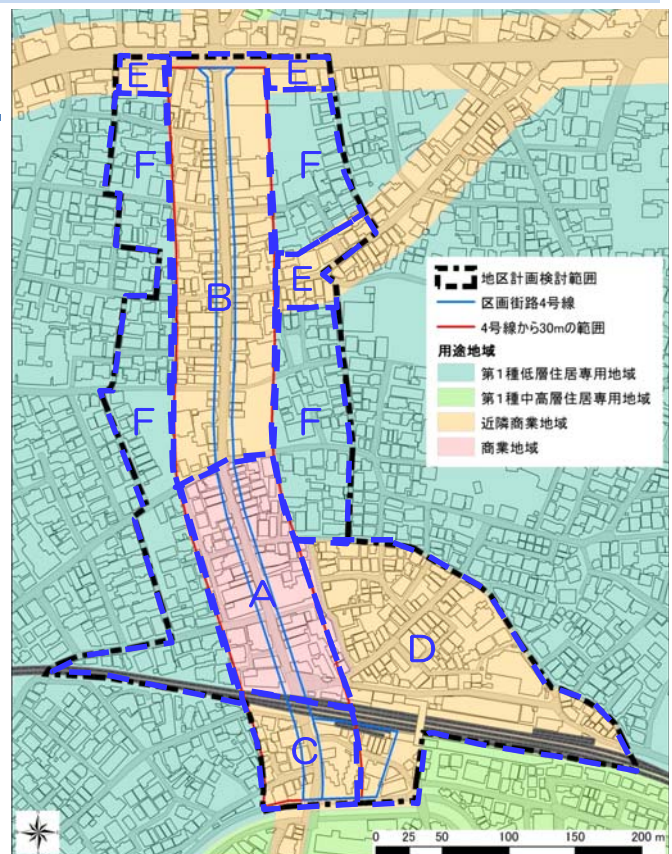 E
E
F
F
B
E
F
F
A
D
C
地区計画検討範囲
区画街路4号線
4号線から30mの範囲
用途地域
第1種低層住居専用地域
第1種中高層住居専用地域
近隣商業地域
商業地域
0 25 50 100 150 200 m